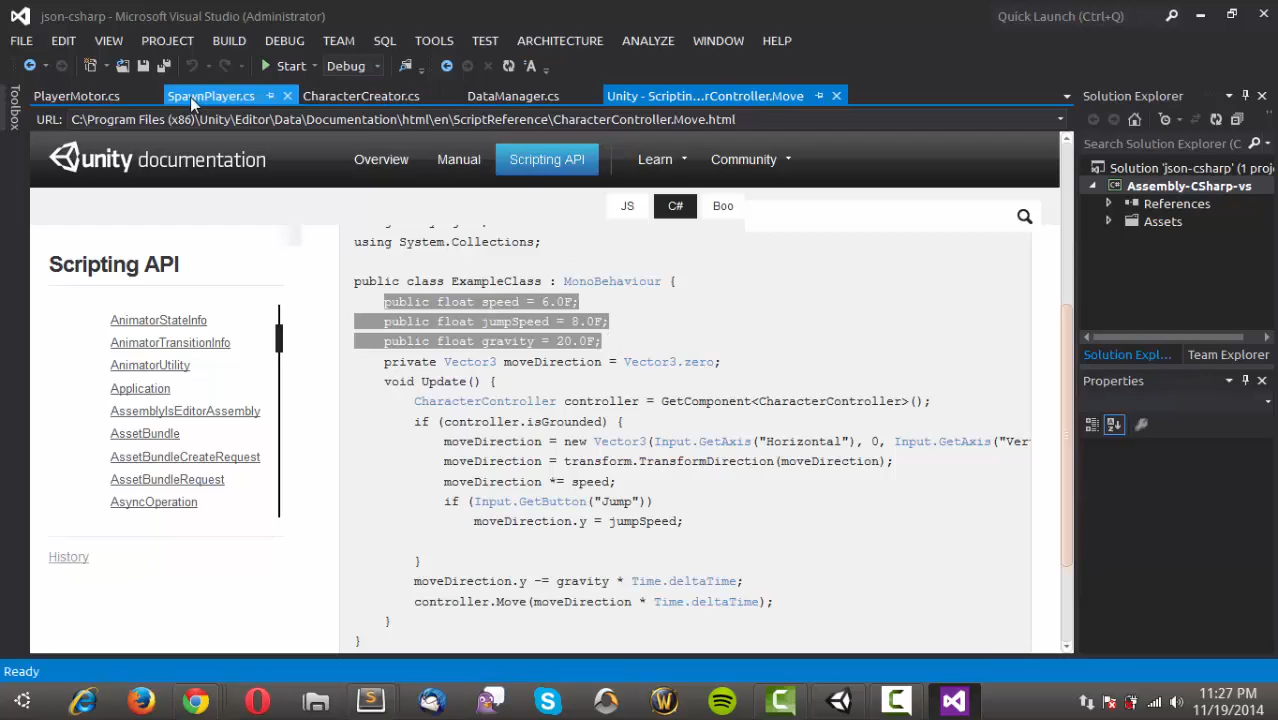 json-csharp - Microsoft Visual Studio (Administrator)
Quick Launch (Ctrl+Q)
FILE EDIT VIEW PROJECT BUILD DEBUG TEAM SQL TOOLS TEST ARCHITECTURE ANALYZE WINDOW HELP
Start Debug
Toolbox
PlayerMotor.cs SpawnPlayer.cs CharacterCreator.cs DataManager.cs Unity - Scriptin...rController.Move
URL: C:\Program Files (x86)\Unity\Editor\Data\Documentation\html\en\ScriptReference\CharacterController.Move.html
unity documentation
Overview Manual Scripting API Learn Community
JS C# Boo
Scripting API
AnimatorStateInfo
AnimatorTransitionInfo
AnimatorUtility
Application
AssemblyIsEditorAssembly
AssetBundle
AssetBundleCreateRequest
AssetBundleRequest
AsyncOperation
History
using System.Collections;
public class ExampleClass : MonoBehaviour {
public float speed = 6.0F;
public float jumpSpeed = 8.0F;
public float gravity = 20.0F;
private Vector3 moveDirection = Vector3.zero;
void Update() {
CharacterController controller = GetComponent<CharacterController>();
if (controller.isGrounded) {
moveDirection = new Vector3(Input.GetAxis("Horizontal"), 0, Input.GetAxis("Ver
moveDirection = transform.TransformDirection(moveDirection);
moveDirection *= speed;
if (Input.GetButton("Jump"))
moveDirection.y = jumpSpeed;
}
moveDirection.y -= gravity * Time.deltaTime;
controller.Move(moveDirection * Time.deltaTime);
}
}
Solution Explorer
Search Solution Explorer (C
Solution 'json-csharp' (1 proj
Assembly-CSharp-vs
References
Assets
Solution Expl... Team Explorer
Properties
Ready
11:27 PM
11/19/2014